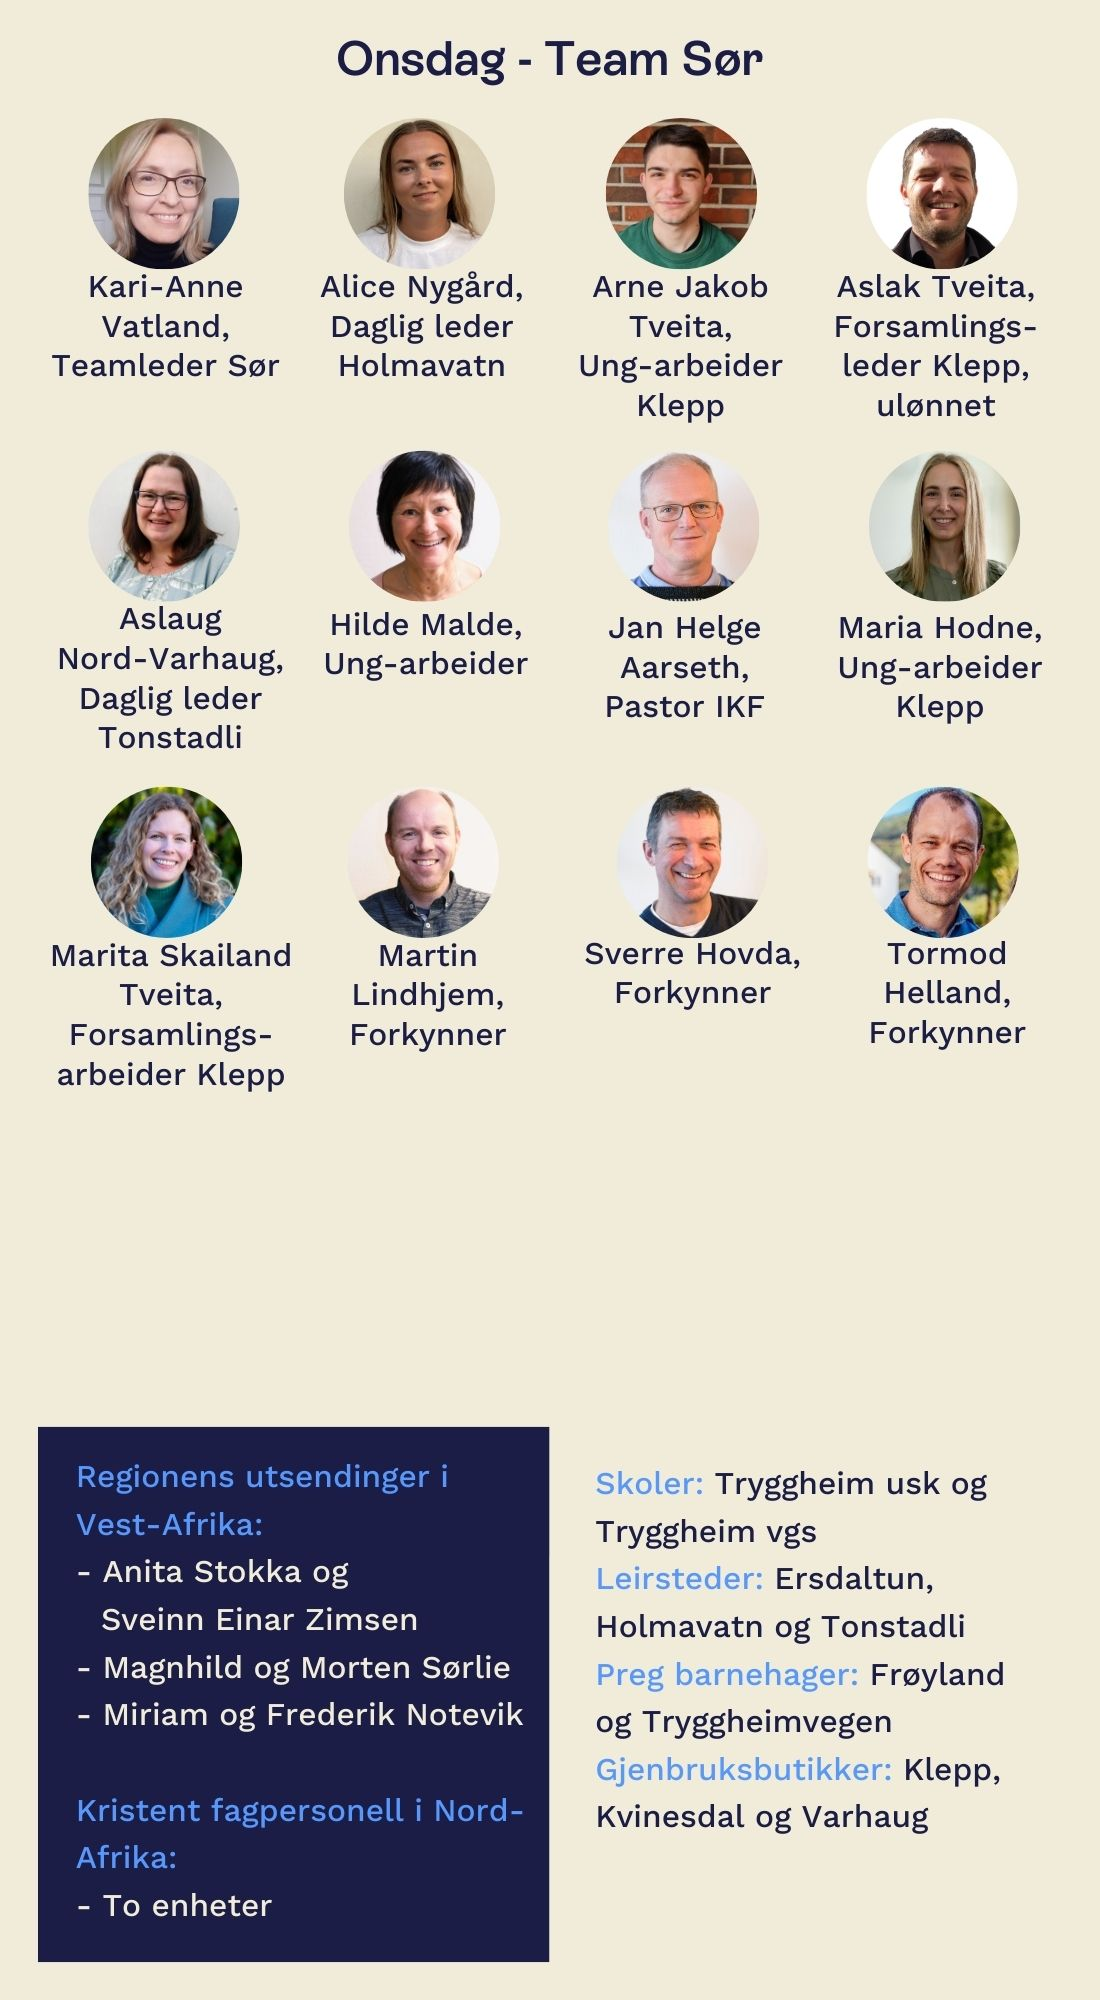 Onsdag - Team Sør
Kari-Anne
Vatland,
Teamleder Sør
Alice Nygård,
Daglig leder
Holmavatn
Arne Jakob
Tveita,
Ung-arbeider
Klepp
Aslak Tveita,
Forsamlings-
leder Klepp,
ulønnet
Aslaug
Nord-Varhaug,
Daglig leder
Tonstadli
Hilde Malde,
Ung-arbeider
Jan Helge
Aarseth,
Pastor IKF
Maria Hodne,
Ung-arbeider
Klepp
Marita Skailand
Tveita,
Forsamlings-
arbeider Klepp
Martin
Lindhjem,
Forkynner
Sverre Hovda,
Forkynner
Tormod
Helland,
Forkynner
Regionens utsendinger i
Vest-Afrika:
- Anita Stokka og
Sveinn Einar Zimsen
- Magnhild og Morten Sørlie
- Miriam og Frederik Notevik
Kristent fagpersonell i Nord-
Afrika:
- To enheter
Skoler: Tryggheim usk og
Tryggheim vgs
Leirsteder: Ersdaltun,
Holmavatn og Tonstadli
Preg barnehager: Frøyland
og Tryggheimvegen
Gjenbruksbutikker: Klepp,
Kvinesdal og Varhaug